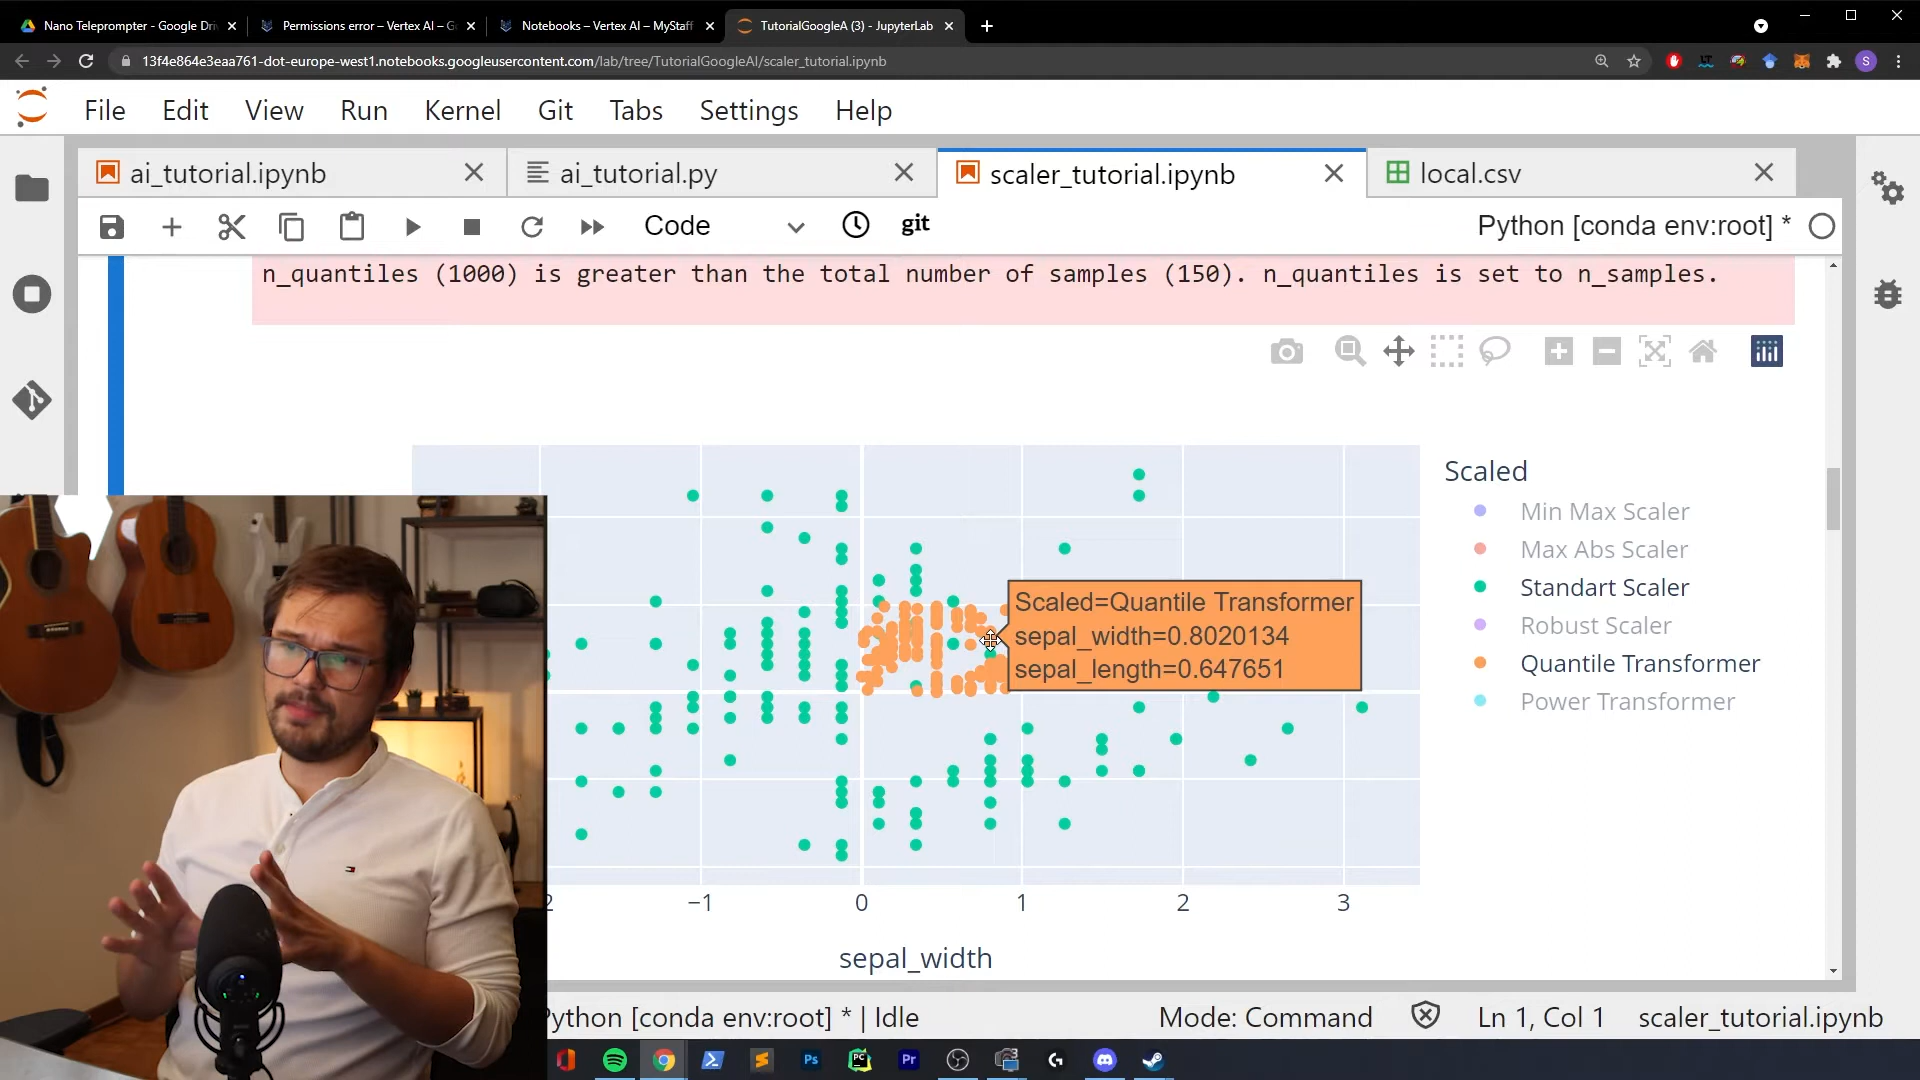 Nano Teleprompter - Google Dri
Permissions error – Vertex AI – G
Notebooks – Vertex AI – MyStaff
TutorialGoogleA (3) - JupyterLab
13f4e864e3eaa761-dot-europe-west1.notebooks.googleusercontent.com/lab/tree/TutorialGoogleAI/scaler_tutorial.ipynb
S
File Edit View Run Kernel Git Tabs Settings Help
ai_tutorial.ipynb
ai_tutorial.py
scaler_tutorial.ipynb
local.csv
Code
git
Python [conda env:root] *
n_quantiles (1000) is greater than the total number of samples (150). n_quantiles is set to n_samples.
Scaled
Min Max Scaler
Max Abs Scaler
Standart Scaler
Robust Scaler
Quantile Transformer
Power Transformer
Scaled=Quantile Transformer
sepal_width=0.8020134
sepal_length=0.647651
2 −1 0 1 2 3
sepal_width
Python [conda env:root] * | Idle
Mode: Command
Ln 1, Col 1
scaler_tutorial.ipynb
Ps
PC
Pr